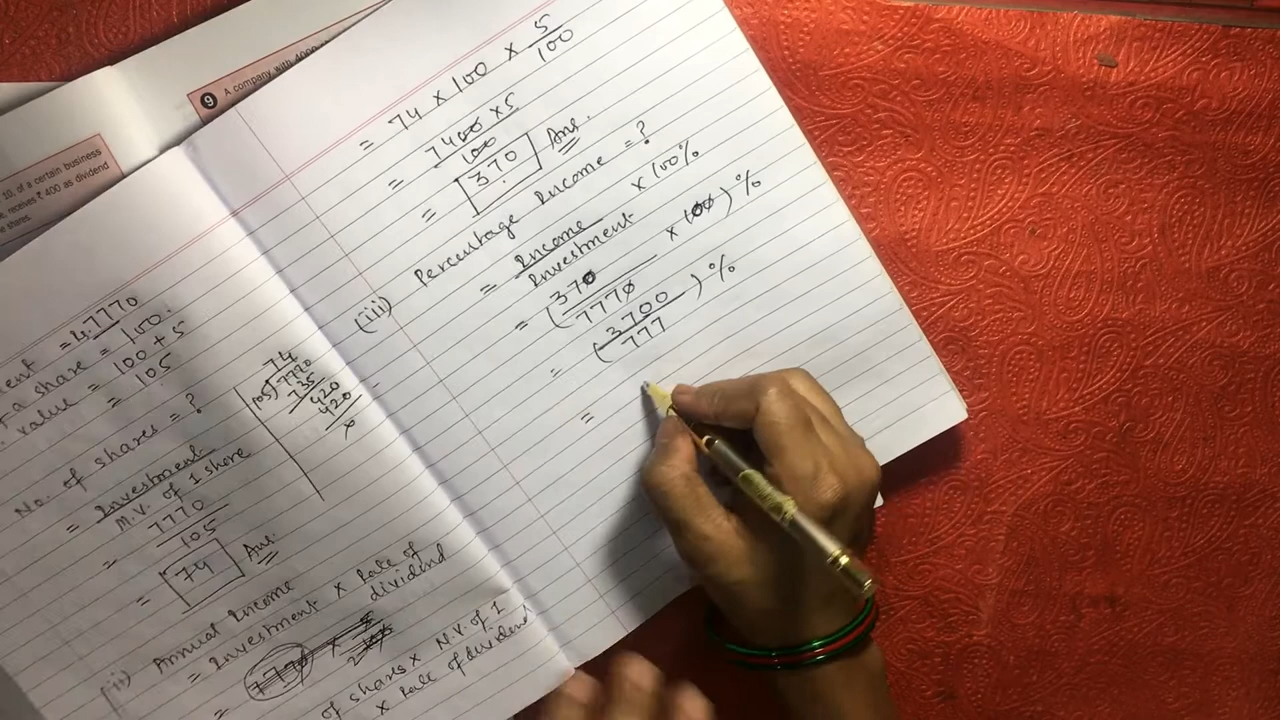 9 A company with 4000
10, of a certain business
receives ₹ 400 as dividend
shares.
= 4.7770
a share = 100.
value = 100 + 5
= 105
No. of shares = ?
= Investment
M.V. of 1 share
= 7770
105
= 74 Ans.
74
105 7770
735
420
420
x
(ii) Annual Income
= Investment × Rate of
dividend
=
of shares × N.V. of 1
× Rate of dividend
= 74 × 100 × 5
100
= 7400 × 5
100
= 370 Ans.
(iii) Percentage Income = ?
= Income × 100%
Investment
= (370 × 100) %
7770
= (3700) %
777
=